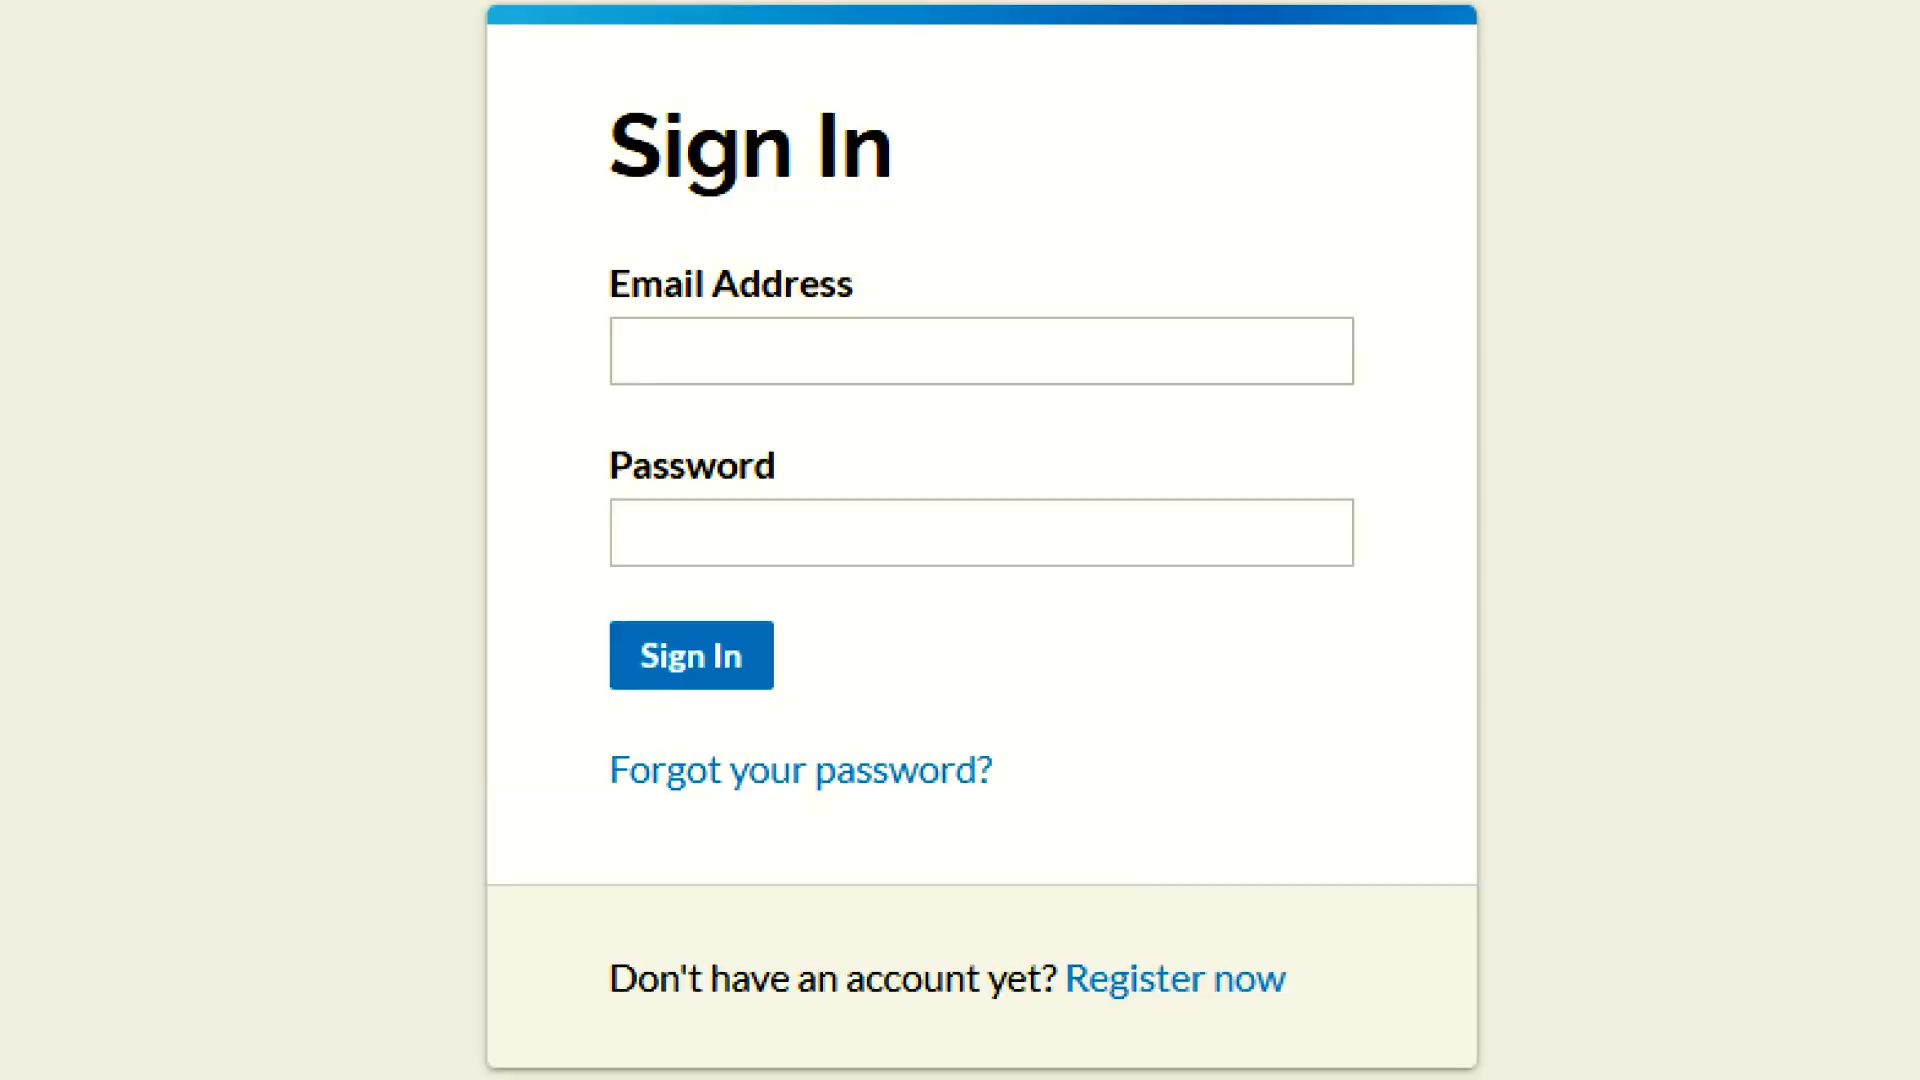 Sign In
Email Address
Password
Sign In
Forgot your password?
Don't have an account yet? Register now